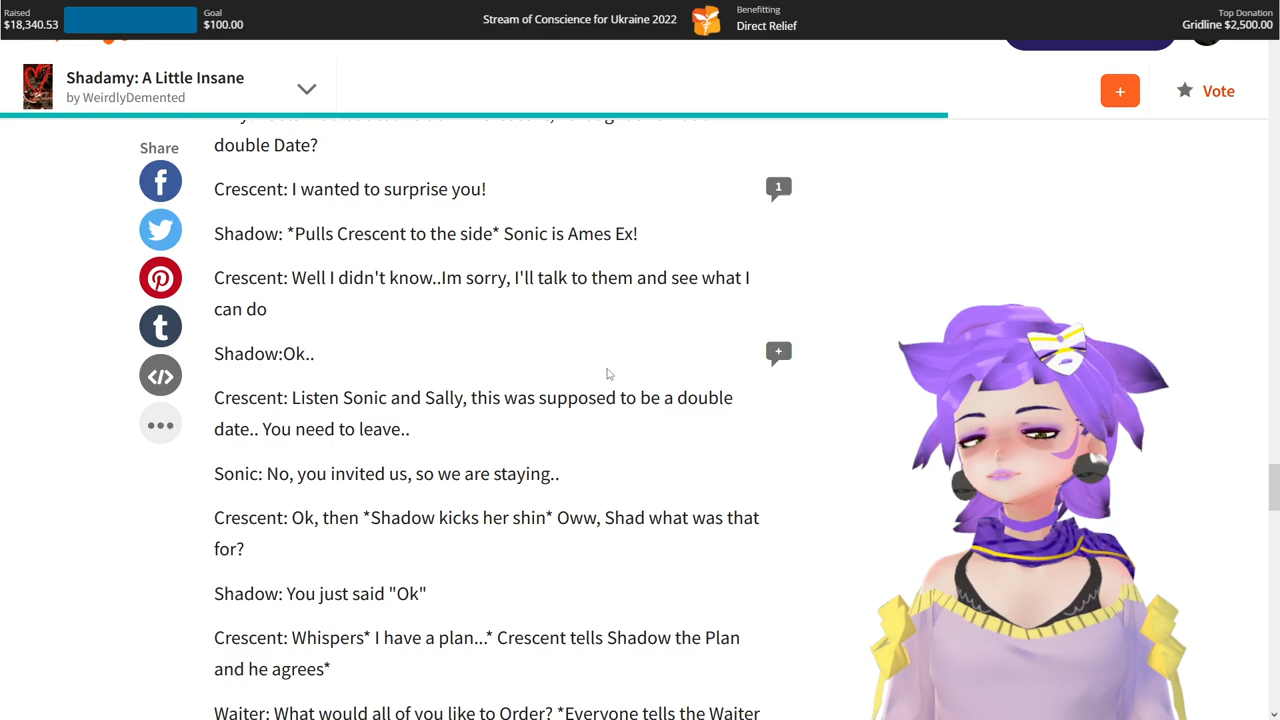 Raised
$18,340.53
Goal
$100.00
Stream of Conscience for Ukraine 2022
Benefitting
Direct Relief
Top Donation
Gridline $2,500.00
Shadamy: A Little Insane
by WeirdlyDemented
+
Vote
Share
double Date?
Crescent: I wanted to surprise you!
1
Shadow: *Pulls Crescent to the side* Sonic is Ames Ex!
Crescent: Well I didn't know..Im sorry, I'll talk to them and see what I
can do
Shadow:Ok..
+
Crescent: Listen Sonic and Sally, this was supposed to be a double
date.. You need to leave..
Sonic: No, you invited us, so we are staying..
Crescent: Ok, then *Shadow kicks her shin* Oww, Shad what was that
for?
Shadow: You just said "Ok"
Crescent: Whispers* I have a plan...* Crescent tells Shadow the Plan
and he agrees*
Waiter: What would all of you like to Order? *Everyone tells the Waiter